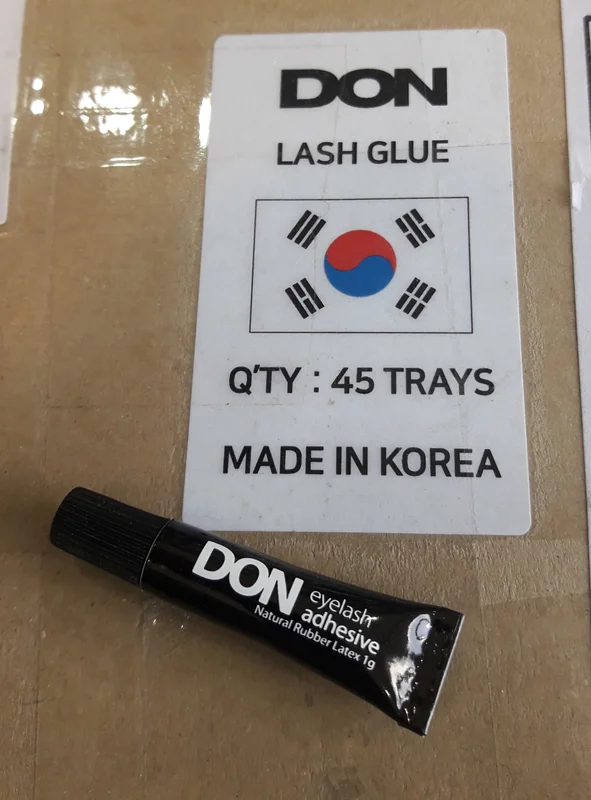 DON
LASH GLUE
Q'TY : 45 TRAYS
MADE IN KOREA
DON
eyelash
adhesive
Natural Rubber Latex 1g